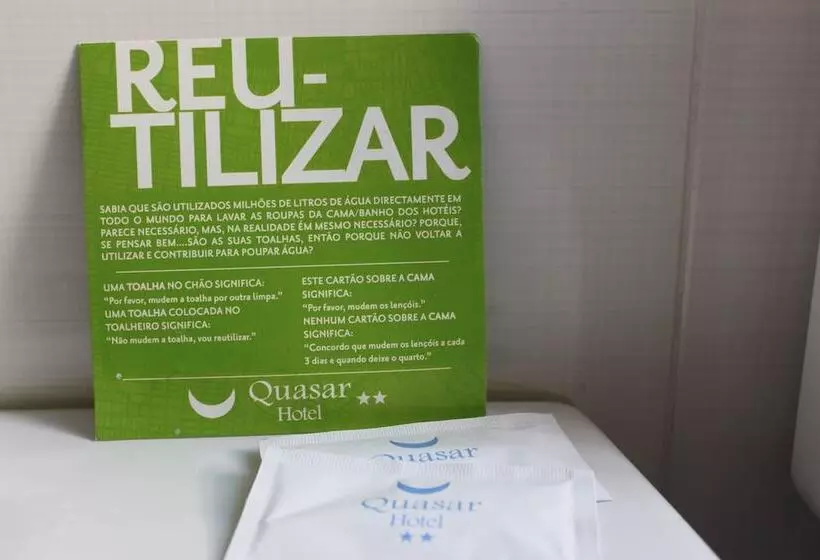 REU-
TILIZAR
SABIA QUE SÃO UTILIZADOS MILHÕES DE LITROS DE ÁGUA DIRECTAMENTE EM
TODO O MUNDO PARA LAVAR AS ROUPAS DA CAMA/BANHO DOS HOTÉIS?
PARECE NECESSÁRIO, MAS, NA REALIDADE É MESMO NECESSÁRIO? PORQUE,
SE PENSAR BEM....SÃO AS SUAS TOALHAS, ENTÃO PORQUE NÃO VOLTAR A
UTILIZAR E CONTRIBUIR PARA POUPAR ÁGUA?
UMA TOALHA NO CHÃO SIGNIFICA:
"Por favor, mudem a toalha por outra limpa."
UMA TOALHA COLOCADA NO
TOALHEIRO SIGNIFICA:
"Não mudem a toalha, vou reutilizar."
ESTE CARTÃO SOBRE A CAMA
SIGNIFICA:
"Por favor, mudem os lençóis."
NENHUM CARTÃO SOBRE A CAMA
SIGNIFICA:
"Concordo que mudem os lençóis a cada
3 dias e quando deixe o quarto."
Quasar
Hotel
Quasar
Quasar
Hotel